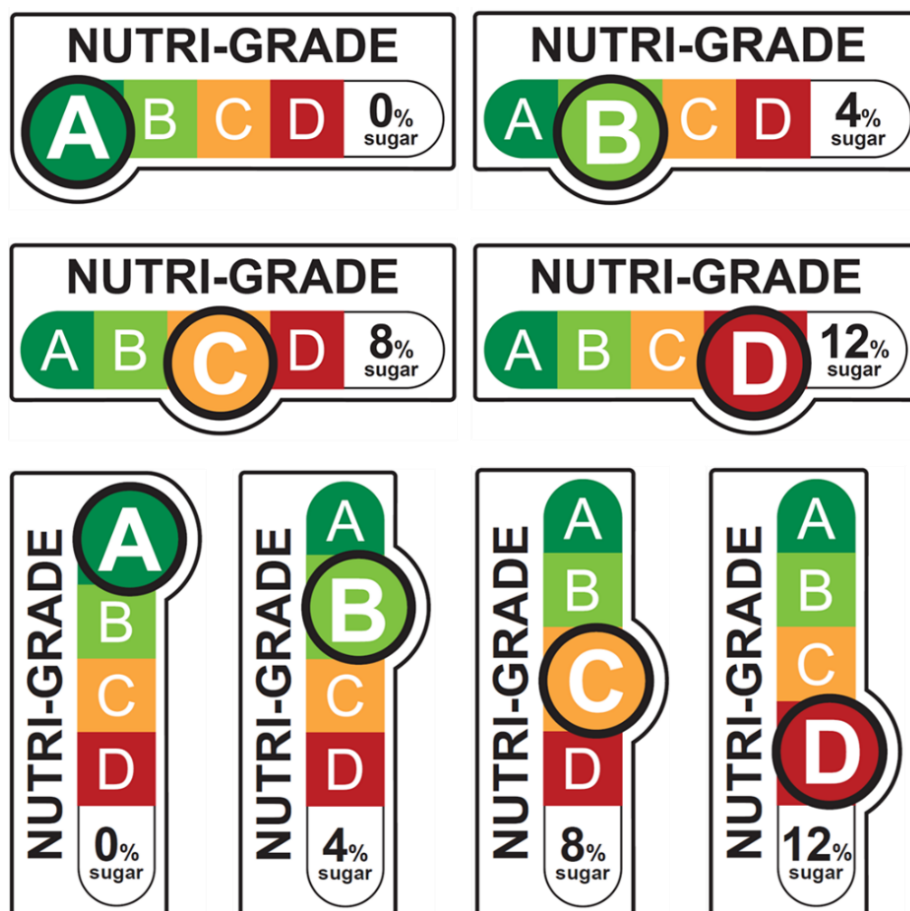 NUTRI-GRADE
A B C D 0% sugar
NUTRI-GRADE
A B C D 4% sugar
NUTRI-GRADE
A B C D 8% sugar
NUTRI-GRADE
A B C D 12% sugar
NUTRI-GRADE
A
B
C
D
0%
sugar
NUTRI-GRADE
A
B
C
D
4%
sugar
NUTRI-GRADE
A
B
C
D
8%
sugar
NUTRI-GRADE
A
B
C
D
12%
sugar